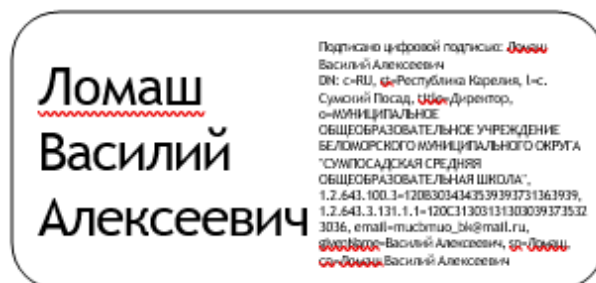 Ломаш
Василий
Алексеевич
Подписано цифровой подписью: Ломаш
Василий Алексеевич
DN: c=RU, st=Республика Карелия, l=с.
Сумский Посад, title=Директор,
o=МУНИЦИПАЛЬНОЕ
ОБЩЕОБРАЗОВАТЕЛЬНОЕ УЧРЕЖДЕНИЕ
БЕЛОМОРСКОГО МУНИЦИПАЛЬНОГО ОКРУГА
"СУМПОСАДСКАЯ СРЕДНЯЯ
ОБЩЕОБРАЗОВАТЕЛЬНАЯ ШКОЛА",
1.2.643.100.3=120B3034343539393731363939,
1.2.643.3.131.1.1=120C31303131303039373532
3036, email=mucbmuo_bk@mail.ru,
givenName=Василий Алексеевич, sn=Ломаш,
cn=Ломаш Василий Алексеевич